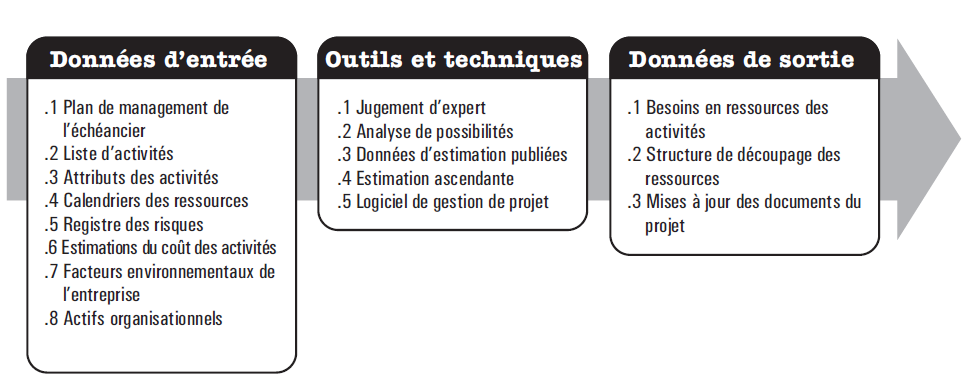 Données d'entrée
.1 Plan de management de
l'échéancier
.2 Liste d'activités
.3 Attributs des activités
.4 Calendriers des ressources
.5 Registre des risques
.6 Estimations du coût des activités
.7 Facteurs environnementaux de
l'entreprise
.8 Actifs organisationnels
Outils et techniques
.1 Jugement d'expert
.2 Analyse de possibilités
.3 Données d'estimation publiées
.4 Estimation ascendante
.5 Logiciel de gestion de projet
Données de sortie
.1 Besoins en ressources des
activités
.2 Structure de découpage des
ressources
.3 Mises à jour des documents du
projet